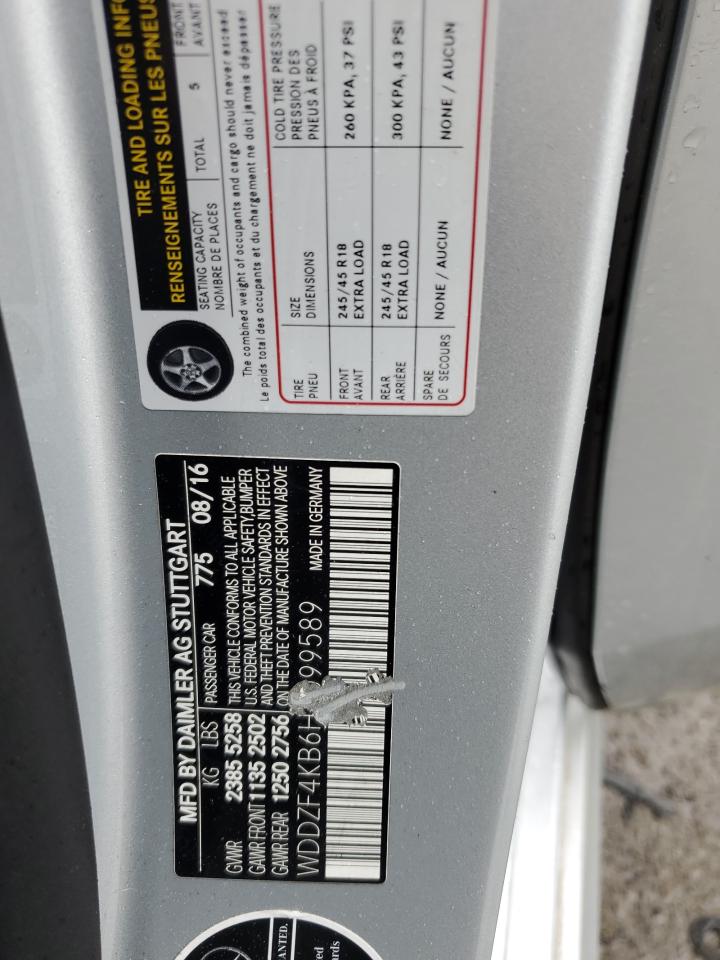 TIRE AND LOADING INFO
RENSEIGNEMENTS SUR LES PNEUS
SEATING CAPACITY
NOMBRE DE PLACES
TOTAL 5
FRONT
AVANT
The combined weight of occupants and cargo should never exceed
Le poids total des occupants et du chargement ne doit jamais dépasser
TIRE
PNEU
SIZE
DIMENSIONS
COLD TIRE PRESSURE
PRESSION DES
PNEUS À FROID
FRONT
AVANT
245/45 R18
EXTRA LOAD
260 KPA, 37 PSI
REAR
ARRIÈRE
245/45 R18
EXTRA LOAD
300 KPA, 43 PSI
SPARE
DE SECOURS
NONE / AUCUN
NONE / AUCUN
MFD BY DAIMLER AG STUTTGART
KG LBS PASSENGER CAR 775 08/16
GVWR 2385 5258
GAWR FRONT 1135 2502
GAWR REAR 1250 2756
THIS VEHICLE CONFORMS TO ALL APPLICABLE
U.S. FEDERAL MOTOR VEHICLE SAFETY, BUMPER
AND THEFT PREVENTION STANDARDS IN EFFECT
ON THE DATE OF MANUFACTURE SHOWN ABOVE
WDDZF4KB6H 99589 MADE IN GERMANY